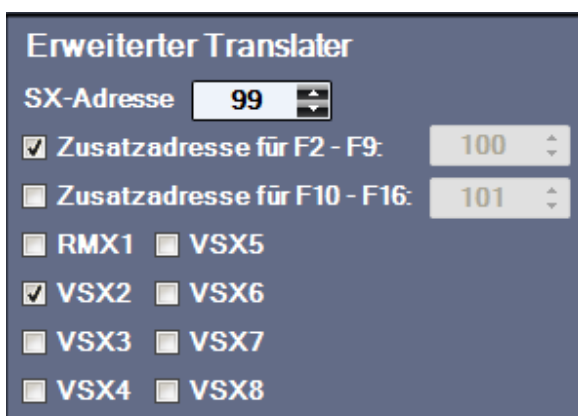 Erweiterter Translater
SX-Adresse 99
Zusatzadresse für F2 - F9: 100
Zusatzadresse für F10 - F16: 101
RMX1 VSX5
VSX2 VSX6
VSX3 VSX7
VSX4 VSX8